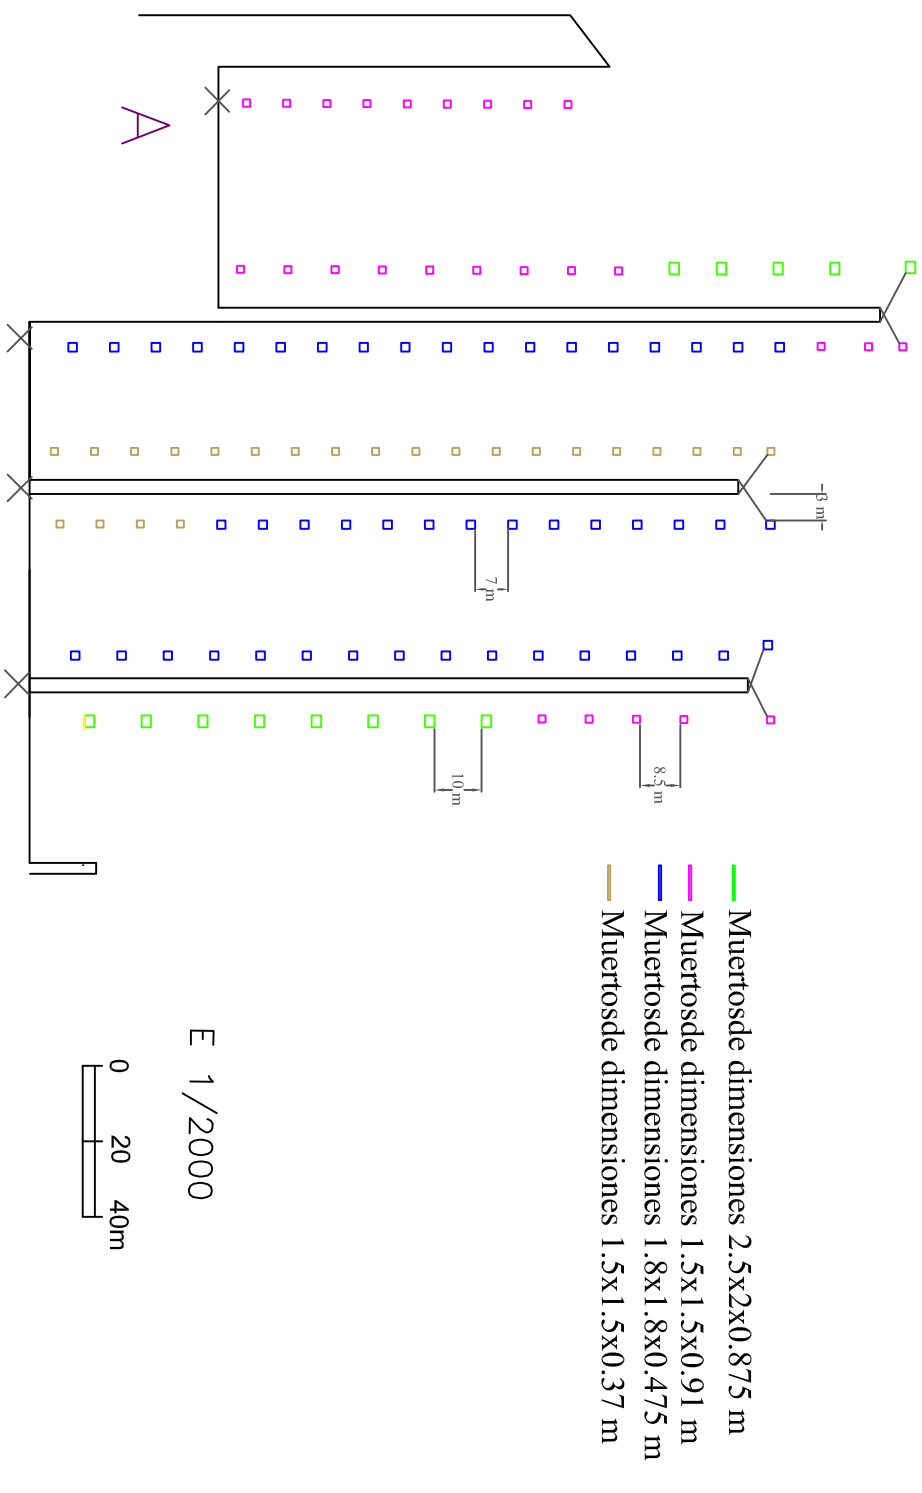 A
3 m
7 m
10 m
8.5 m
Muertosde dimensiones 2.5x2x0.875 m
Muertosde dimensiones 1.5x1.5x0.91 m
Muertosde dimensiones 1.8x1.8x0.475 m
Muertosde dimensiones 1.5x1.5x0.37 m
E 1/2000
0 20 40m